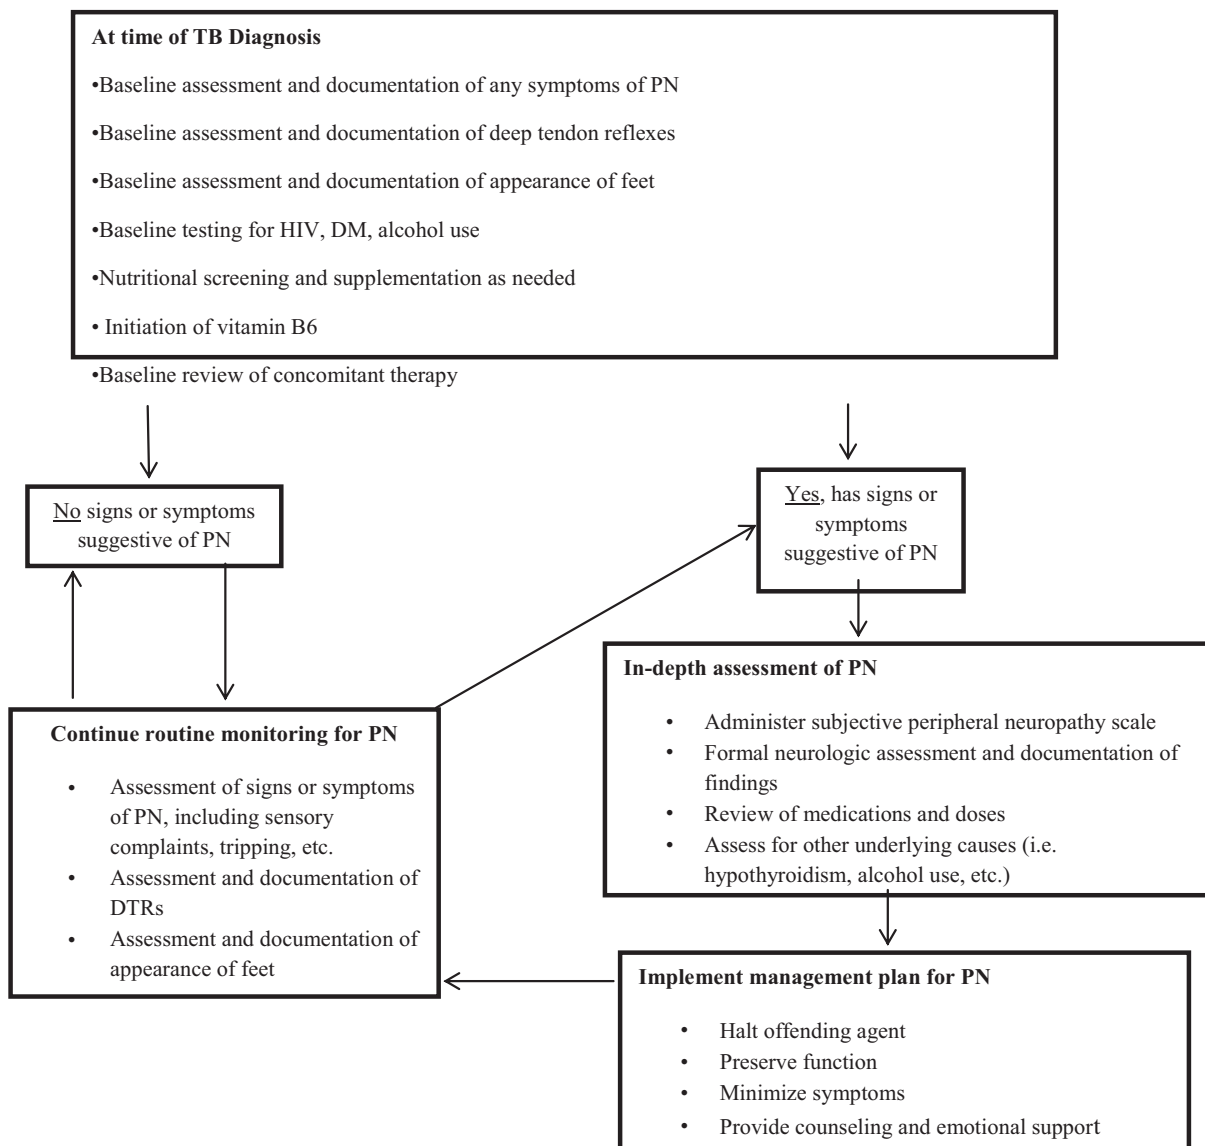 At time of TB Diagnosis
•Baseline assessment and documentation of any symptoms of PN
•Baseline assessment and documentation of deep tendon reflexes
•Baseline assessment and documentation of appearance of feet
•Baseline testing for HIV, DM, alcohol use
•Nutritional screening and supplementation as needed
• Initiation of vitamin B6
•Baseline review of concomitant therapy
No signs or symptoms
suggestive of PN
Yes, has signs or
symptoms
suggestive of PN
Continue routine monitoring for PN
• Assessment of signs or symptoms
of PN, including sensory
complaints, tripping, etc.
• Assessment and documentation of
DTRs
• Assessment and documentation of
appearance of feet
In-depth assessment of PN
• Administer subjective peripheral neuropathy scale
• Formal neurologic assessment and documentation of
findings
• Review of medications and doses
• Assess for other underlying causes (i.e.
hypothyroidism, alcohol use, etc.)
Implement management plan for PN
• Halt offending agent
• Preserve function
• Minimize symptoms
• Provide counseling and emotional support